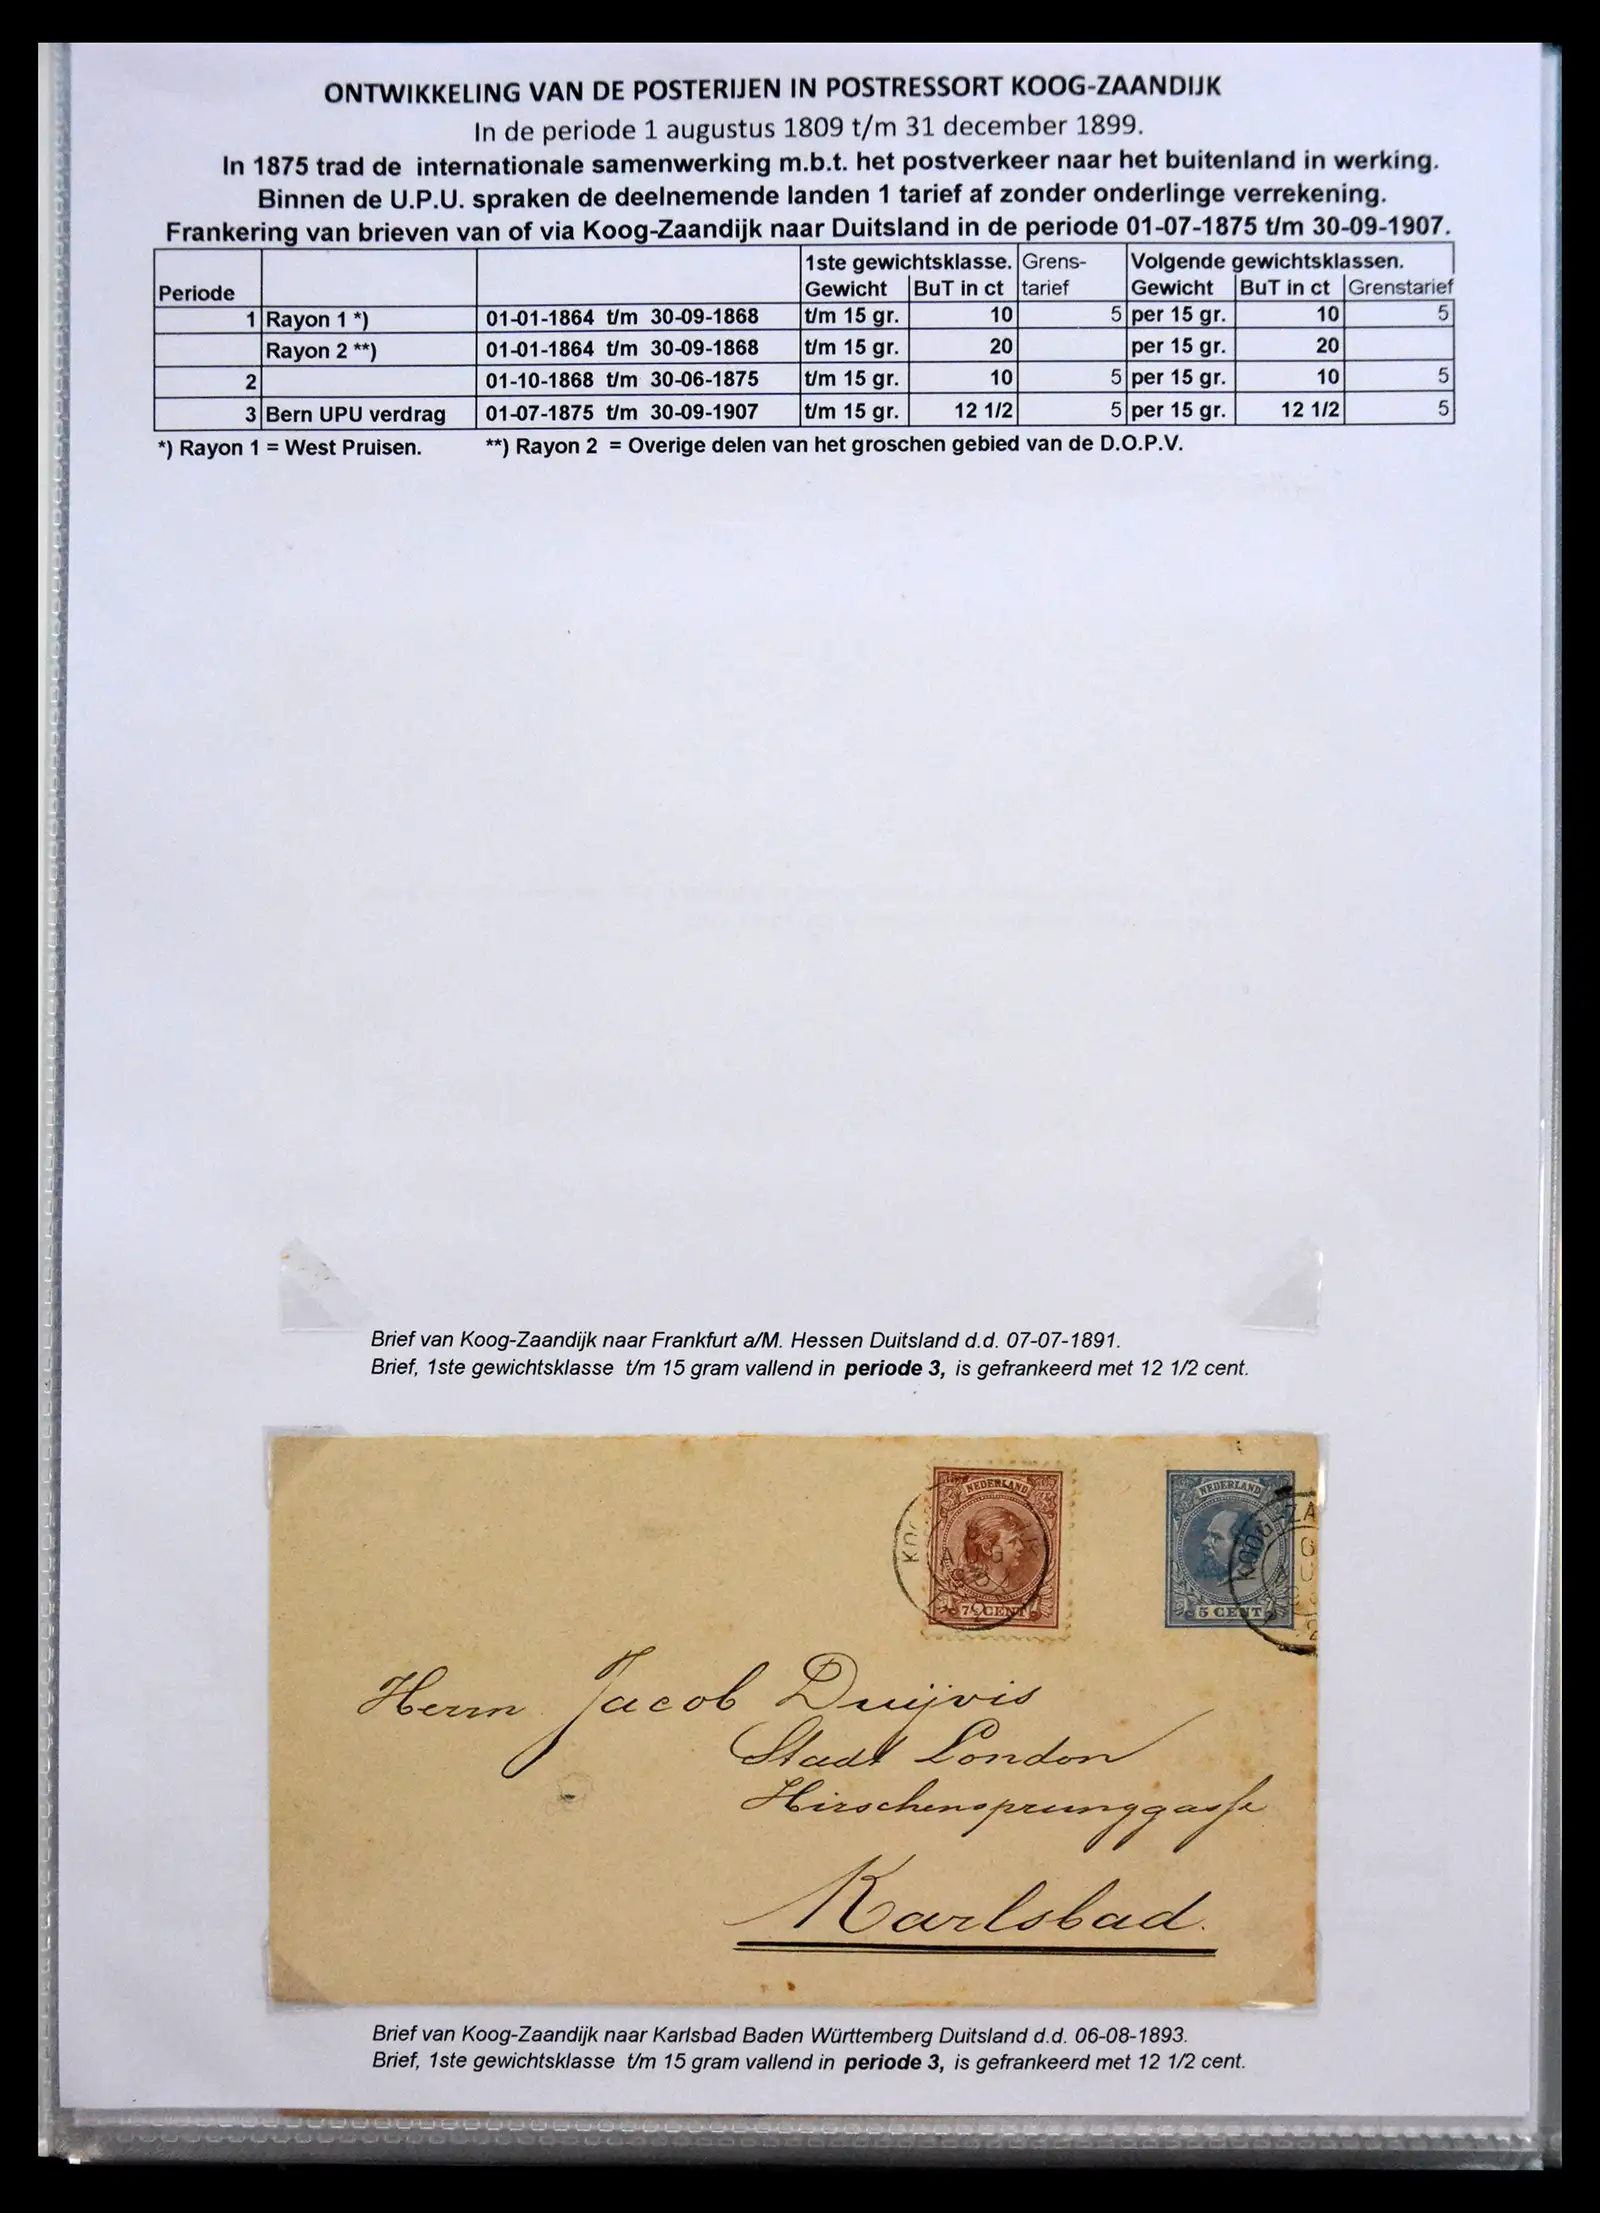 ONTWIKKELING VAN DE POSTERIJEN IN POSTRESSORT KOOG-ZAANDIJK
In de periode 1 augustus 1809 t/m 31 december 1899.
In 1875 trad de internationale samenwerking m.b.t. het postverkeer naar het buitenland in werking.
Binnen de U.P.U. spraken de deelnemende landen 1 tarief af zonder onderlinge verrekening.
Frankering van brieven van of via Koog-Zaandijk naar Duitsland in de periode 01-07-1875 t/m 30-09-1907.
1ste gewichtsklasse. Grens- Volgende gewichtsklassen.
Periode Gewicht BuT in ct tarief Gewicht BuT in ct Grenstarief
1 Rayon 1 *) 01-01-1864 t/m 30-09-1868 t/m 15 gr. 10 5 per 15 gr. 10 5
Rayon 2 **) 01-01-1864 t/m 30-09-1868 t/m 15 gr. 20 per 15 gr. 20
2 01-10-1868 t/m 30-06-1875 t/m 15 gr. 10 5 per 15 gr. 10 5
3 Bern UPU verdrag 01-07-1875 t/m 30-09-1907 t/m 15 gr. 12 1/2 5 per 15 gr. 12 1/2 5
*) Rayon 1 = West Pruisen. **) Rayon 2 = Overige delen van het groschen gebied van de D.O.P.V.
Brief van Koog-Zaandijk naar Frankfurt a/M. Hessen Duitsland d.d. 07-07-1891.
Brief, 1ste gewichtsklasse t/m 15 gram vallend in periode 3, is gefrankeerd met 12 1/2 cent.
NEDERLAND
NEDERLAND
KOOG-ZA
AUG
CENT
5 CENT
Herrn Jacob Duijvis
Stadt London
Hirschensprunggasse
Karlsbad.
Brief van Koog-Zaandijk naar Karlsbad Baden Württemberg Duitsland d.d. 06-08-1893.
Brief, 1ste gewichtsklasse t/m 15 gram vallend in periode 3, is gefrankeerd met 12 1/2 cent.